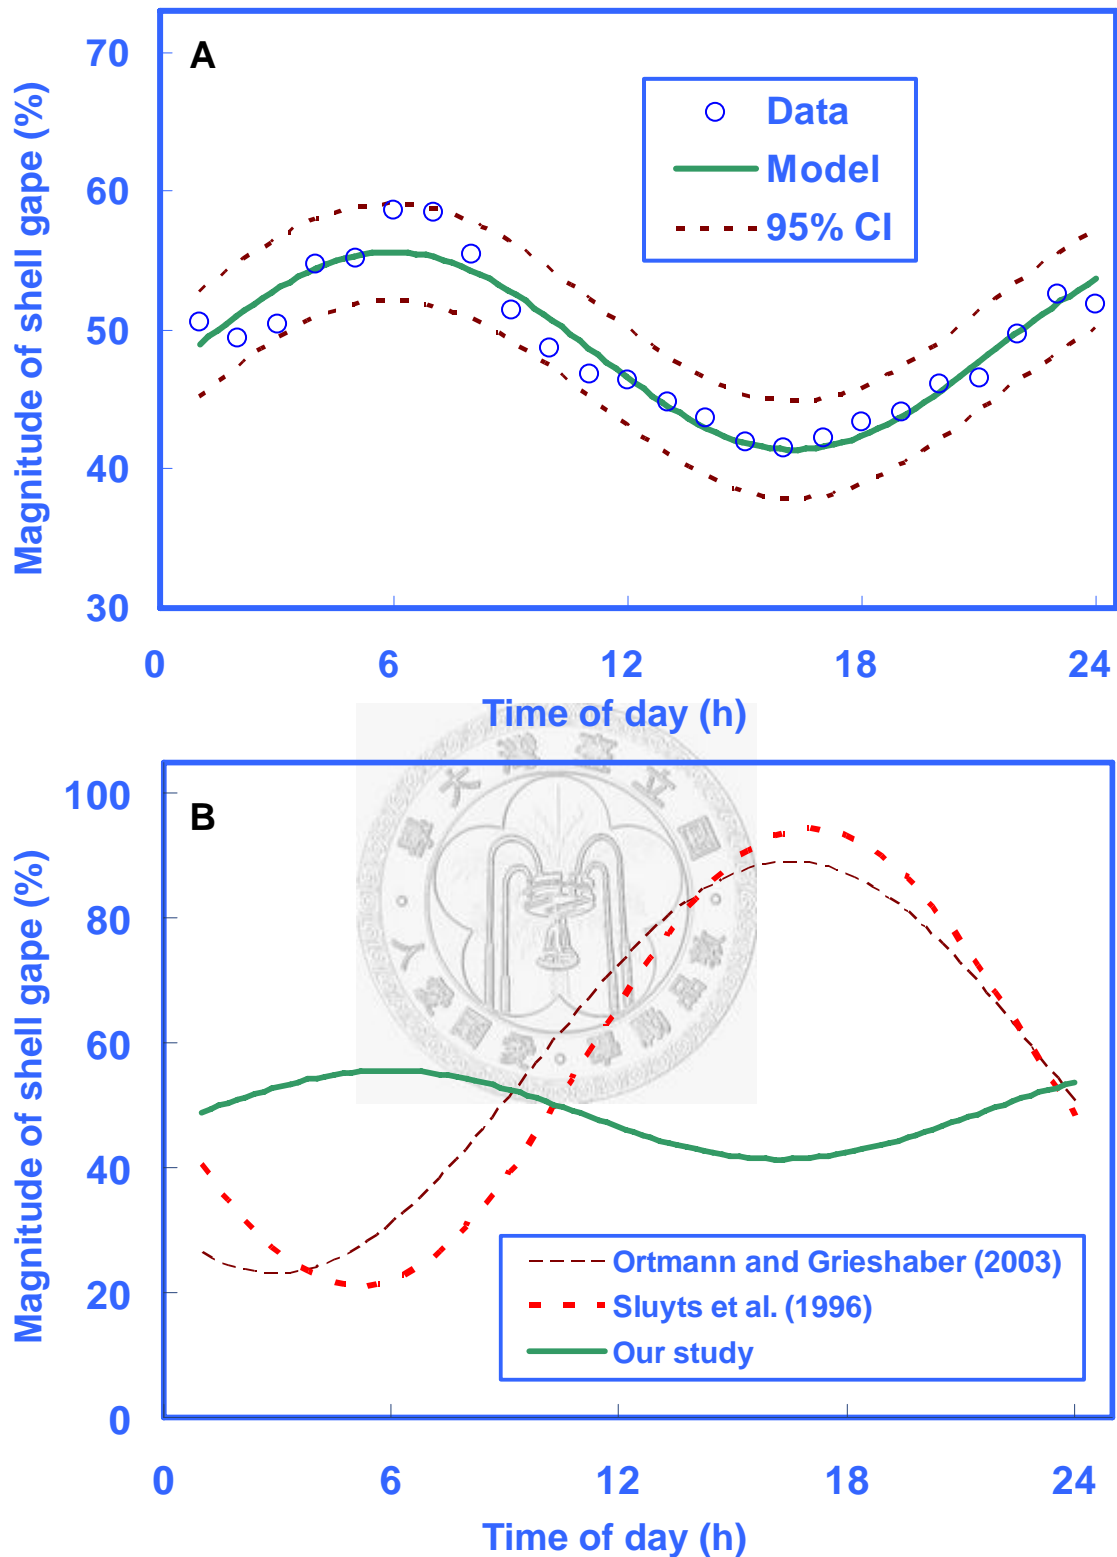 A
Magnitude of shell gape (%)
70
60
50
40
30
Data
Model
95% CI
0 6 12 18 24
Time of day (h)
B
Magnitude of shell gape (%)
100
80
60
40
20
0
Ortmann and Grieshaber (2003)
Sluyts et al. (1996)
Our study
0 6 12 18 24
Time of day (h)